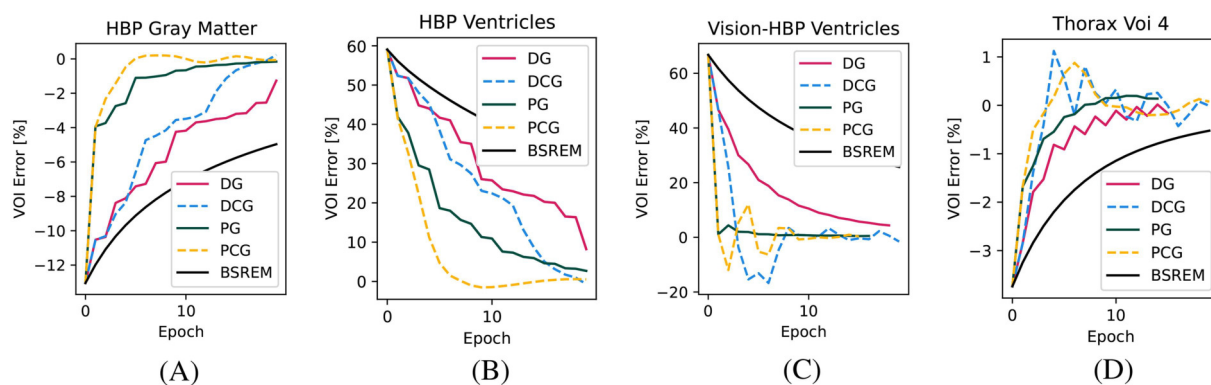 HBP Gray Matter
VOI Error [%]
0
−2
−4
−6
−8
−10
−12
DG
DCG
PG
PCG
BSREM
0
10
Epoch
(A)
HBP Ventricles
VOI Error [%]
60
50
40
30
20
10
0
DG
DCG
PG
PCG
BSREM
0
10
Epoch
(B)
Vision-HBP Ventricles
VOI Error [%]
60
40
20
0
−20
DG
DCG
PG
PCG
BSREM
0
10
Epoch
(C)
Thorax Voi 4
VOI Error [%]
1
0
−1
−2
−3
DG
DCG
PG
PCG
BSREM
0
10
Epoch
(D)